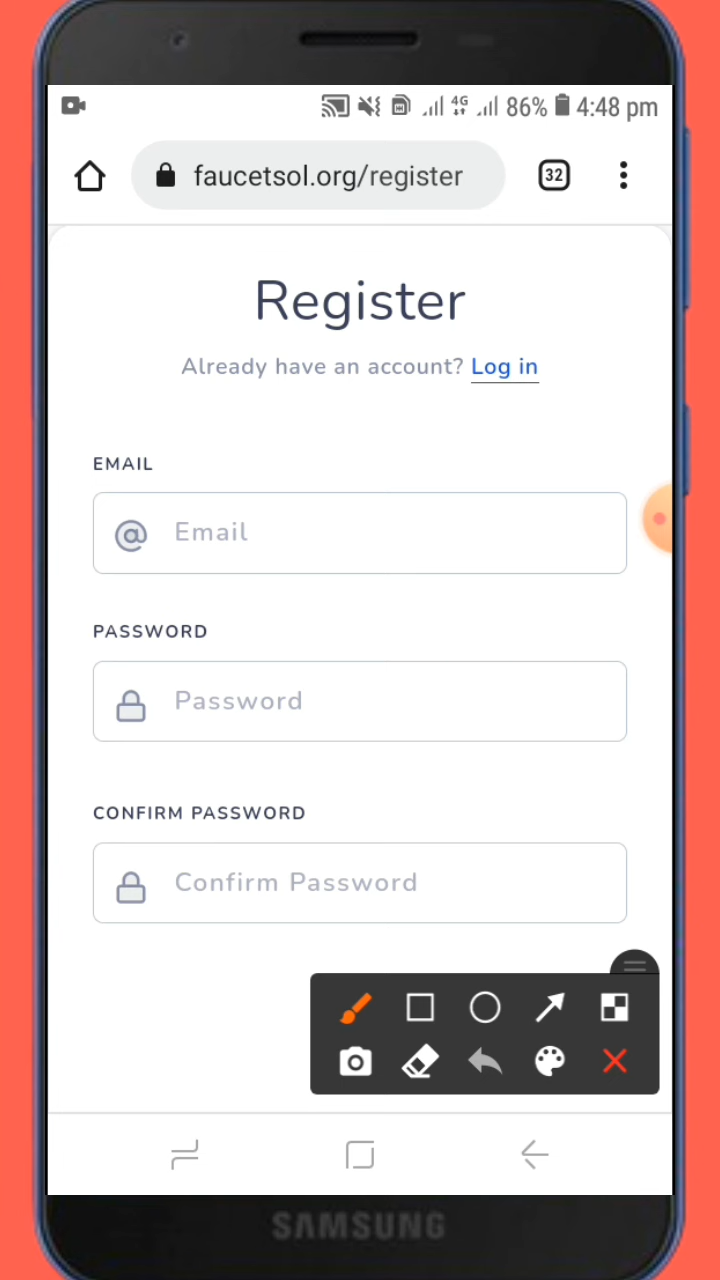 4G 86% 4:48 pm
faucetsol.org/register 32
Register
Already have an account? Log in
EMAIL
@ Email
PASSWORD
Password
CONFIRM PASSWORD
Confirm Password
SAMSUNG